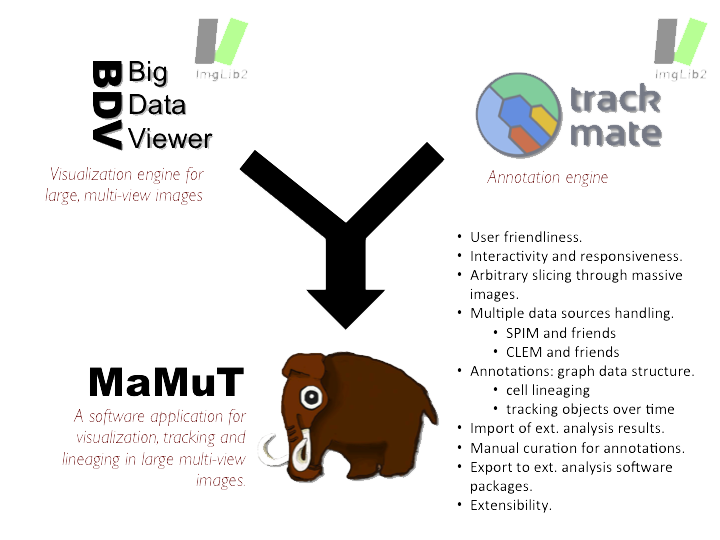 ImgLib2
BDV
Big
Data
Viewer
Visualization engine for
large, multi-view images
ImgLib2
track
mate
Annotation engine
MaMuT
A software application for
visualization, tracking and
lineaging in large multi-view
images.
• User friendliness.
• Interactivity and responsiveness.
• Arbitrary slicing through massive
images.
• Multiple data sources handling.
• SPIM and friends
• CLEM and friends
• Annotations: graph data structure.
• cell lineaging
• tracking objects over time
• Import of ext. analysis results.
• Manual curation for annotations.
• Export to ext. analysis software
packages.
• Extensibility.